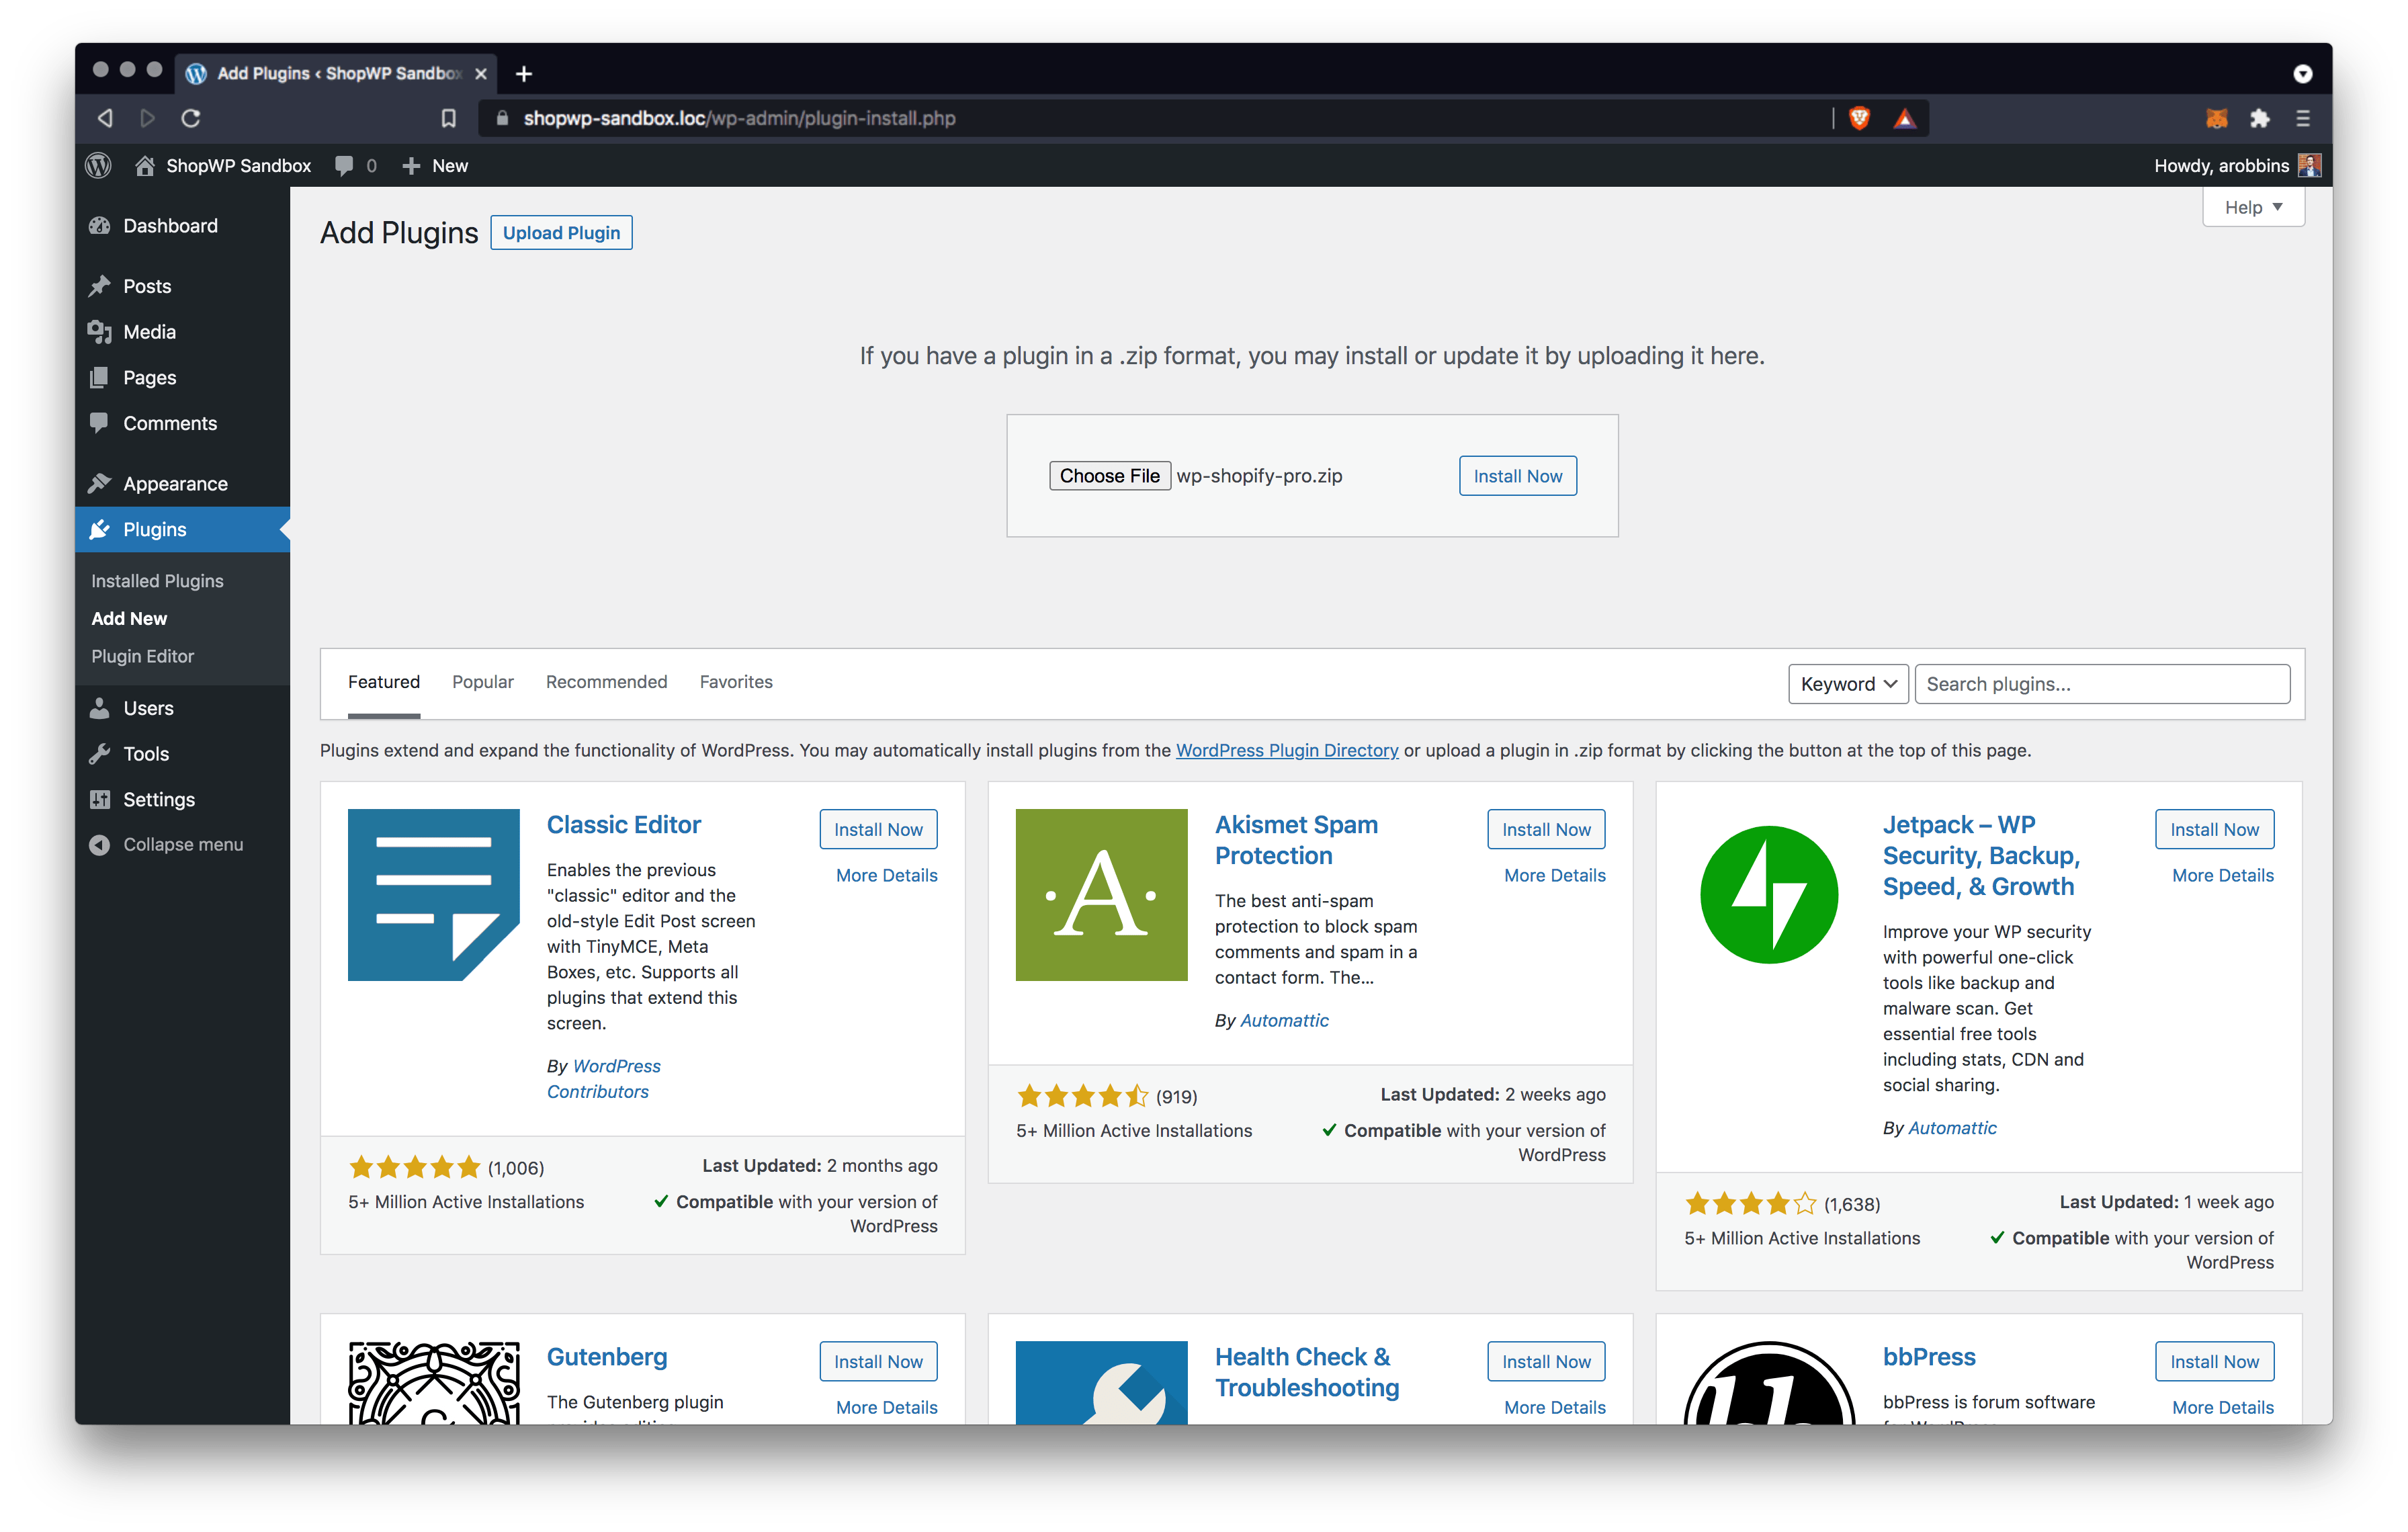 Add Plugins ‹ ShopWP Sandbox
shopwp-sandbox.loc/wp-admin/plugin-install.php
ShopWP Sandbox 0 New
Howdy, arobbins
Dashboard
Posts
Media
Pages
Comments
Appearance
Plugins
Installed Plugins
Add New
Plugin Editor
Users
Tools
Settings
Collapse menu
Help
Add Plugins Upload Plugin
If you have a plugin in a .zip format, you may install or update it by uploading it here.
Choose File wp-shopify-pro.zip Install Now
Featured Popular Recommended Favorites
Keyword Search plugins...
Plugins extend and expand the functionality of WordPress. You may automatically install plugins from the WordPress Plugin Directory or upload a plugin in .zip format by clicking the button at the top of this page.
Classic Editor
Install Now
More Details
Enables the previous
"classic" editor and the
old-style Edit Post screen
with TinyMCE, Meta
Boxes, etc. Supports all
plugins that extend this
screen.
By WordPress
Contributors
(1,006)
5+ Million Active Installations
Last Updated: 2 months ago
Compatible with your version of
WordPress
A
Akismet Spam
Protection
Install Now
More Details
The best anti-spam
protection to block spam
comments and spam in a
contact form. The...
By Automattic
(919)
5+ Million Active Installations
Last Updated: 2 weeks ago
Compatible with your version of
WordPress
Jetpack – WP
Security, Backup,
Speed, & Growth
Install Now
More Details
Improve your WP security
with powerful one-click
tools like backup and
malware scan. Get
essential free tools
including stats, CDN and
social sharing.
By Automattic
(1,638)
5+ Million Active Installations
Last Updated: 1 week ago
Compatible with your version of
WordPress
Gutenberg
Install Now
More Details
The Gutenberg plugin
Health Check &
Troubleshooting
Install Now
More Details
bbPress
Install Now
More Details
bbPress is forum software